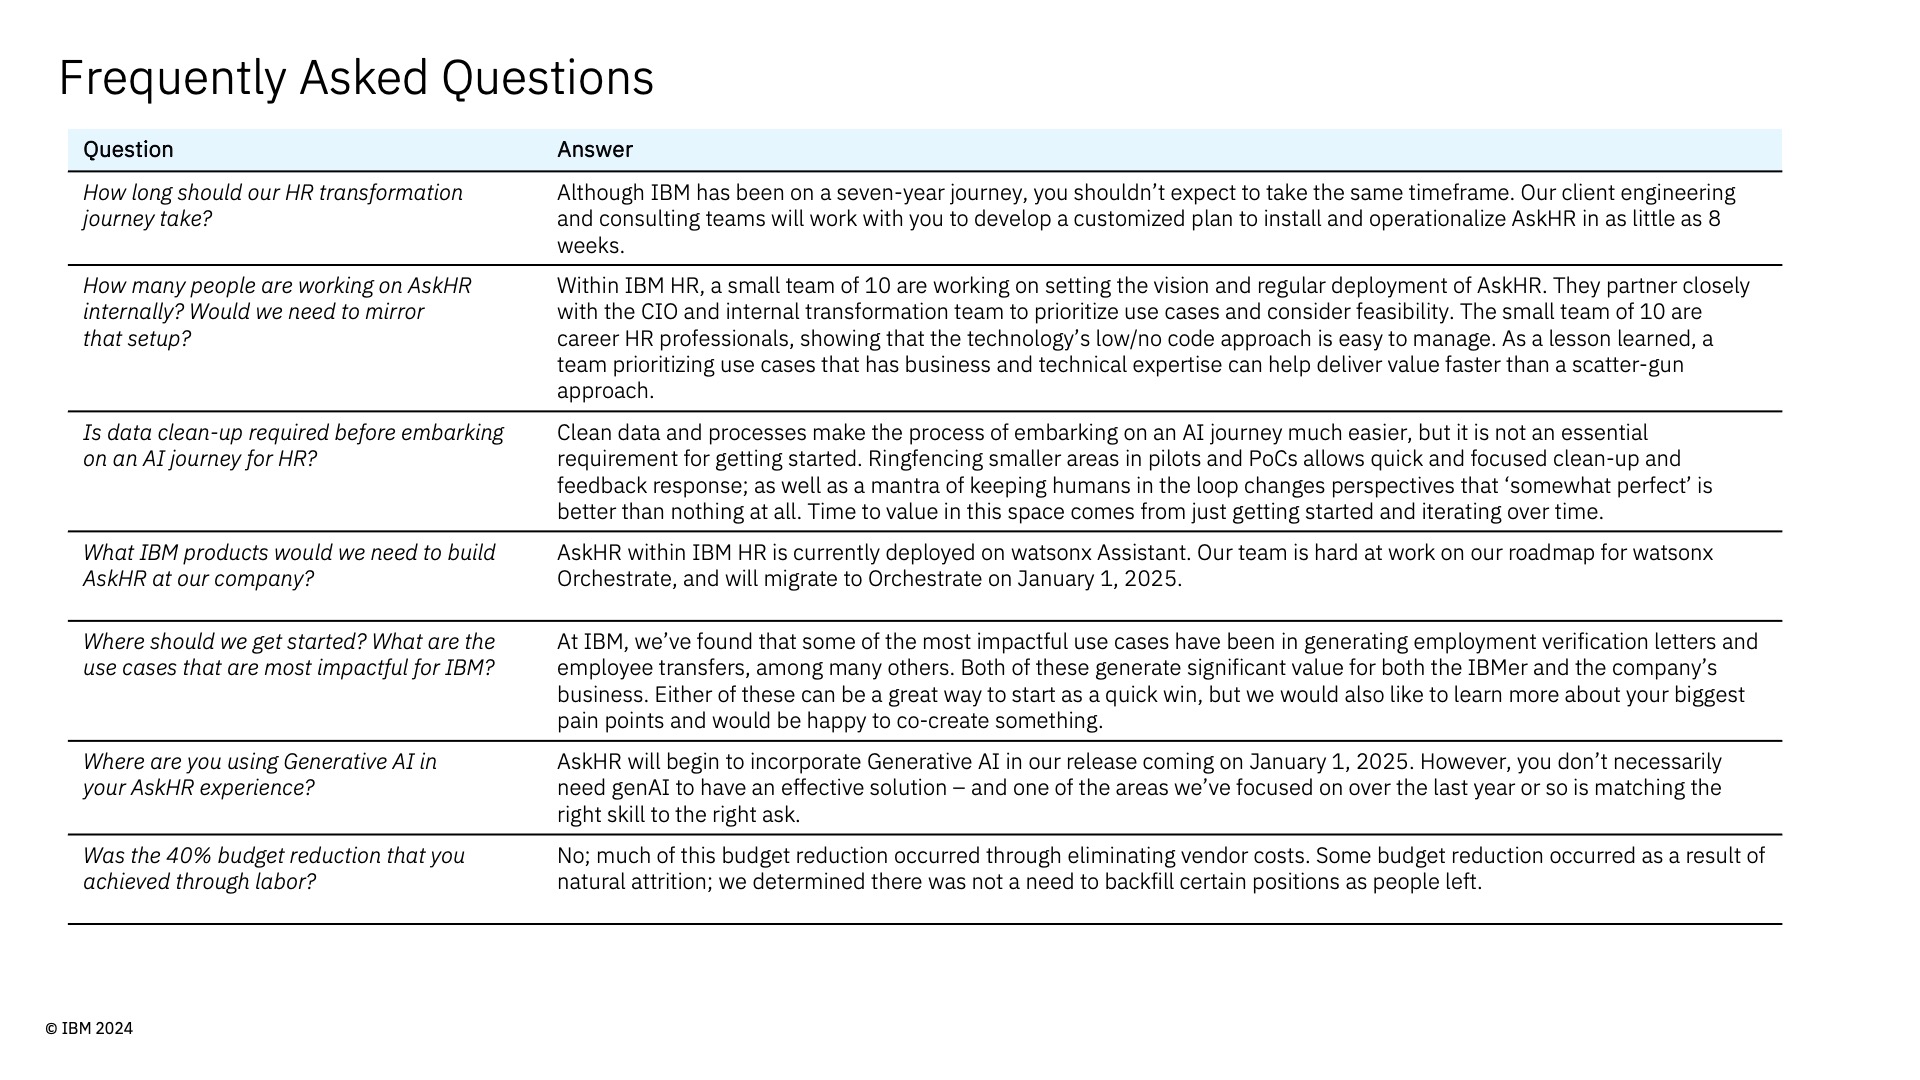 Frequently Asked Questions
Question
Answer
How long should our HR transformation
journey take?
Although IBM has been on a seven-year journey, you shouldn’t expect to take the same timeframe. Our client engineering
and consulting teams will work with you to develop a customized plan to install and operationalize AskHR in as little as 8
weeks.
How many people are working on AskHR
internally? Would we need to mirror
that setup?
Within IBM HR, a small team of 10 are working on setting the vision and regular deployment of AskHR. They partner closely
with the CIO and internal transformation team to prioritize use cases and consider feasibility. The small team of 10 are
career HR professionals, showing that the technology’s low/no code approach is easy to manage. As a lesson learned, a
team prioritizing use cases that has business and technical expertise can help deliver value faster than a scatter-gun
approach.
Is data clean-up required before embarking
on an AI journey for HR?
Clean data and processes make the process of embarking on an AI journey much easier, but it is not an essential
requirement for getting started. Ringfencing smaller areas in pilots and PoCs allows quick and focused clean-up and
feedback response; as well as a mantra of keeping humans in the loop changes perspectives that ‘somewhat perfect’ is
better than nothing at all. Time to value in this space comes from just getting started and iterating over time.
What IBM products would we need to build
AskHR at our company?
AskHR within IBM HR is currently deployed on watsonx Assistant. Our team is hard at work on our roadmap for watsonx
Orchestrate, and will migrate to Orchestrate on January 1, 2025.
Where should we get started? What are the
use cases that are most impactful for IBM?
At IBM, we’ve found that some of the most impactful use cases have been in generating employment verification letters and
employee transfers, among many others. Both of these generate significant value for both the IBMer and the company’s
business. Either of these can be a great way to start as a quick win, but we would also like to learn more about your biggest
pain points and would be happy to co-create something.
Where are you using Generative AI in
your AskHR experience?
AskHR will begin to incorporate Generative AI in our release coming on January 1, 2025. However, you don’t necessarily
need genAI to have an effective solution – and one of the areas we’ve focused on over the last year or so is matching the
right skill to the right ask.
Was the 40% budget reduction that you
achieved through labor?
No; much of this budget reduction occurred through eliminating vendor costs. Some budget reduction occurred as a result of
natural attrition; we determined there was not a need to backfill certain positions as people left.
© IBM 2024